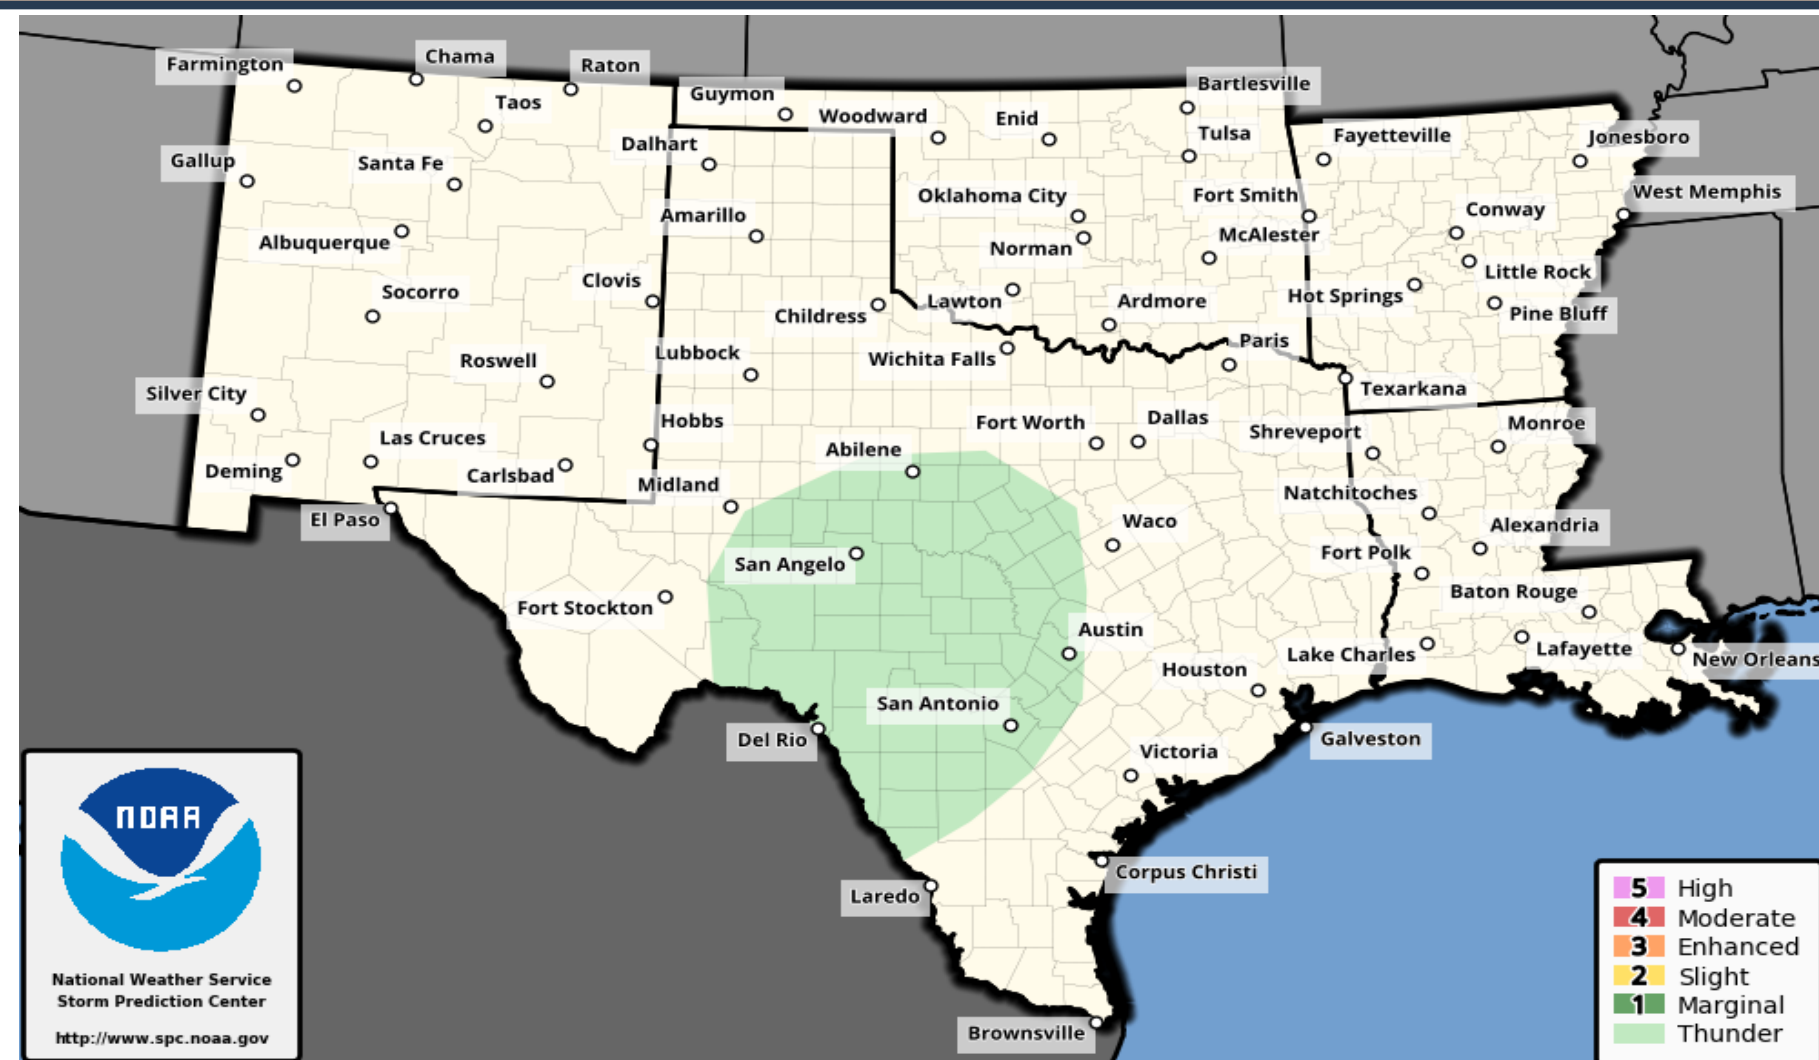 Farmington
Chama
Raton
Taos
Guymon
Woodward
Enid
Bartlesville
Tulsa
Fayetteville
Jonesboro
Gallup
Santa Fe
Dalhart
Oklahoma City
Fort Smith
West Memphis
Conway
Albuquerque
Amarillo
Norman
McAlester
Little Rock
Socorro
Clovis
Childress
Lawton
Ardmore
Hot Springs
Pine Bluff
Roswell
Lubbock
Wichita Falls
Paris
Texarkana
Silver City
Las Cruces
Hobbs
Fort Worth
Dallas
Shreveport
Monroe
Deming
Carlsbad
Midland
Abilene
Natchitoches
El Paso
Waco
Alexandria
San Angelo
Fort Polk
Fort Stockton
Baton Rouge
Austin
Houston
Lake Charles
Lafayette
New Orleans
San Antonio
Del Rio
Victoria
Galveston
Laredo
Corpus Christi
Brownsville
NOAA
National Weather Service
Storm Prediction Center
http://www.spc.noaa.gov
5 High
4 Moderate
3 Enhanced
2 Slight
1 Marginal
Thunder